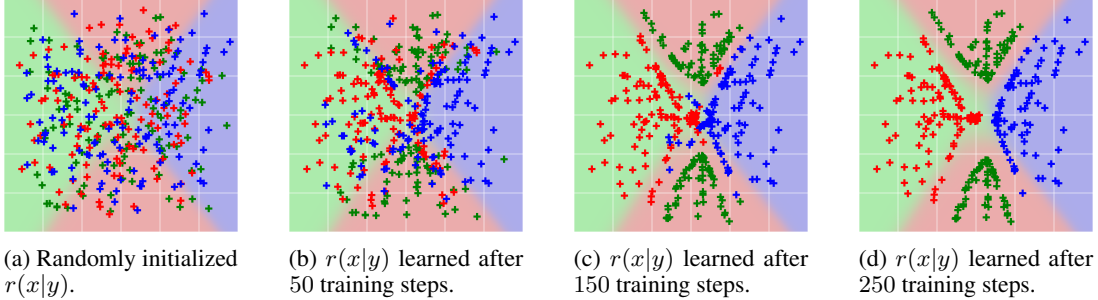 (a) Randomly initialized
r(x|y).
(b) r(x|y) learned after
50 training steps.
(c) r(x|y) learned after
150 training steps.
(d) r(x|y) learned after
250 training steps.